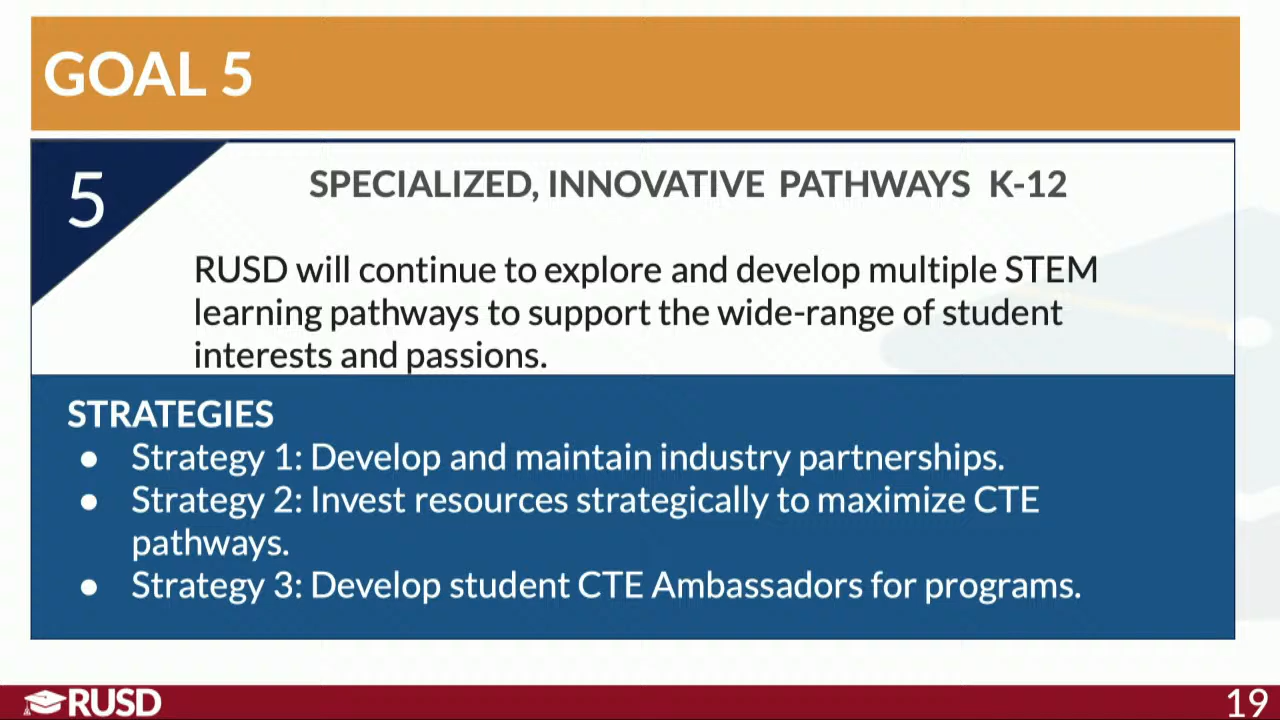 GOAL 5
5
SPECIALIZED, INNOVATIVE PATHWAYS K-12
RUSD will continue to explore and develop multiple STEM
learning pathways to support the wide-range of student
interests and passions.
STRATEGIES
● Strategy 1: Develop and maintain industry partnerships.
● Strategy 2: Invest resources strategically to maximize CTE
pathways.
● Strategy 3: Develop student CTE Ambassadors for programs.
RUSD
19